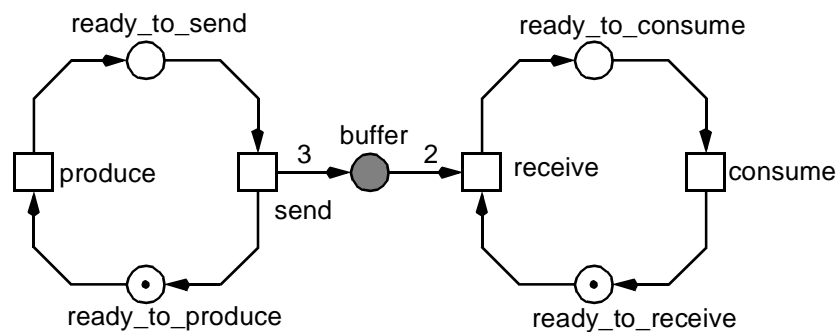 ready_to_send
ready_to_consume
buffer
3
2
produce
receive
consume
send
ready_to_produce
ready_to_receive